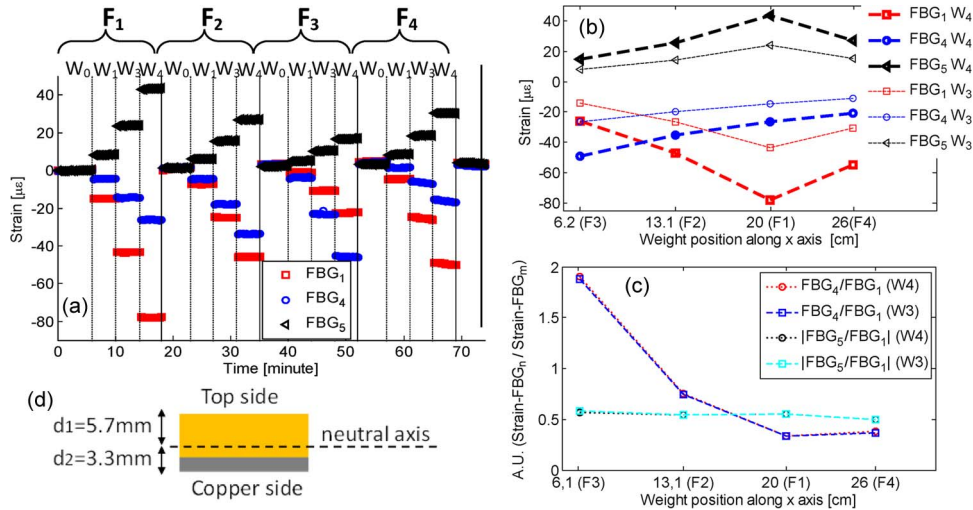 F1 F2 F3 F4
W0 W1 W3 W4 W0 W1 W3 W4 W0 W1 W3 W4 W0 W1 W3 W4
40
20
0
-20
-40
-60
-80
Strain [µε]
(a)
FBG1
FBG4
FBG5
0 10 20 30 40 50 60 70
Time [minute]
(b)
40
20
0
-20
-40
-60
-80
Strain [µε]
6.2 (F3) 13.1 (F2) 20 (F1) 26(F4)
Weight position along x axis [cm]
FBG1 W4
FBG4 W4
FBG5 W4
FBG1 W3
FBG4 W3
FBG5 W3
(c)
2
1.5
1
0.5
0
A.U. (Strain-FBGn / Strain-FBGm)
FBG4/FBG1 (W4)
FBG4/FBG1 (W3)
|FBG5/FBG1| (W4)
|FBG5/FBG1| (W3)
6,1 (F3) 13,1 (F2) 20 (F1) 26 (F4)
Weight position along x axis [cm]
(d)
Top side
d1=5.7mm
neutral axis
d2=3.3mm
Copper side